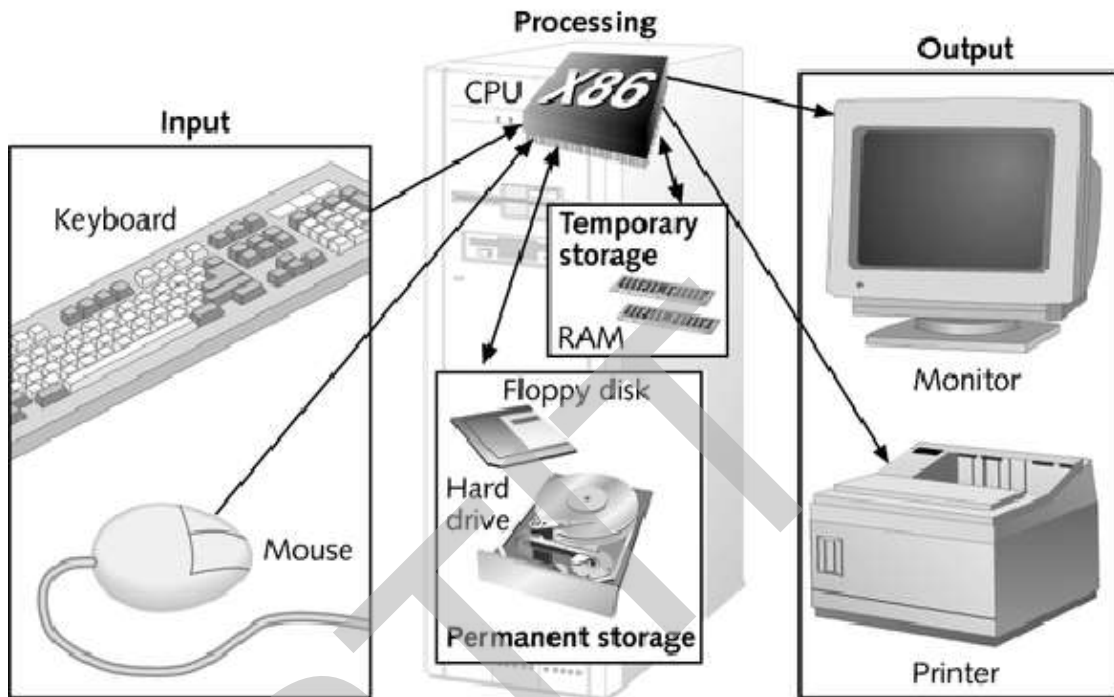 Processing
Output
CPU
X86
Input
Keyboard
Temporary
storage
RAM
Monitor
Floppy disk
Hard
drive
Mouse
Permanent storage
Printer